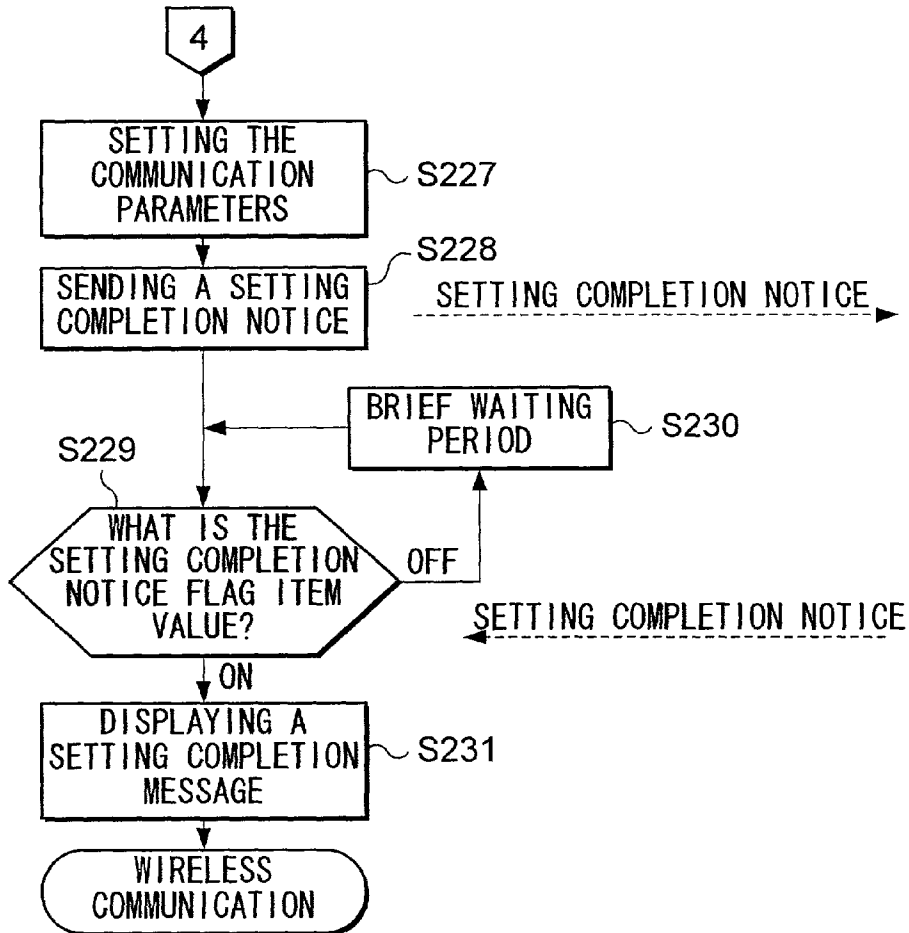 4
SETTING THE
COMMUNICATION
PARAMETERS
S227
S228
SENDING A SETTING
COMPLETION NOTICE
SETTING COMPLETION NOTICE
BRIEF WAITING
PERIOD
S230
S229
WHAT IS THE
SETTING COMPLETION
NOTICE FLAG ITEM
VALUE?
OFF
SETTING COMPLETION NOTICE
ON
DISPLAYING A
SETTING COMPLETION
MESSAGE
S231
WIRELESS
COMMUNICATION